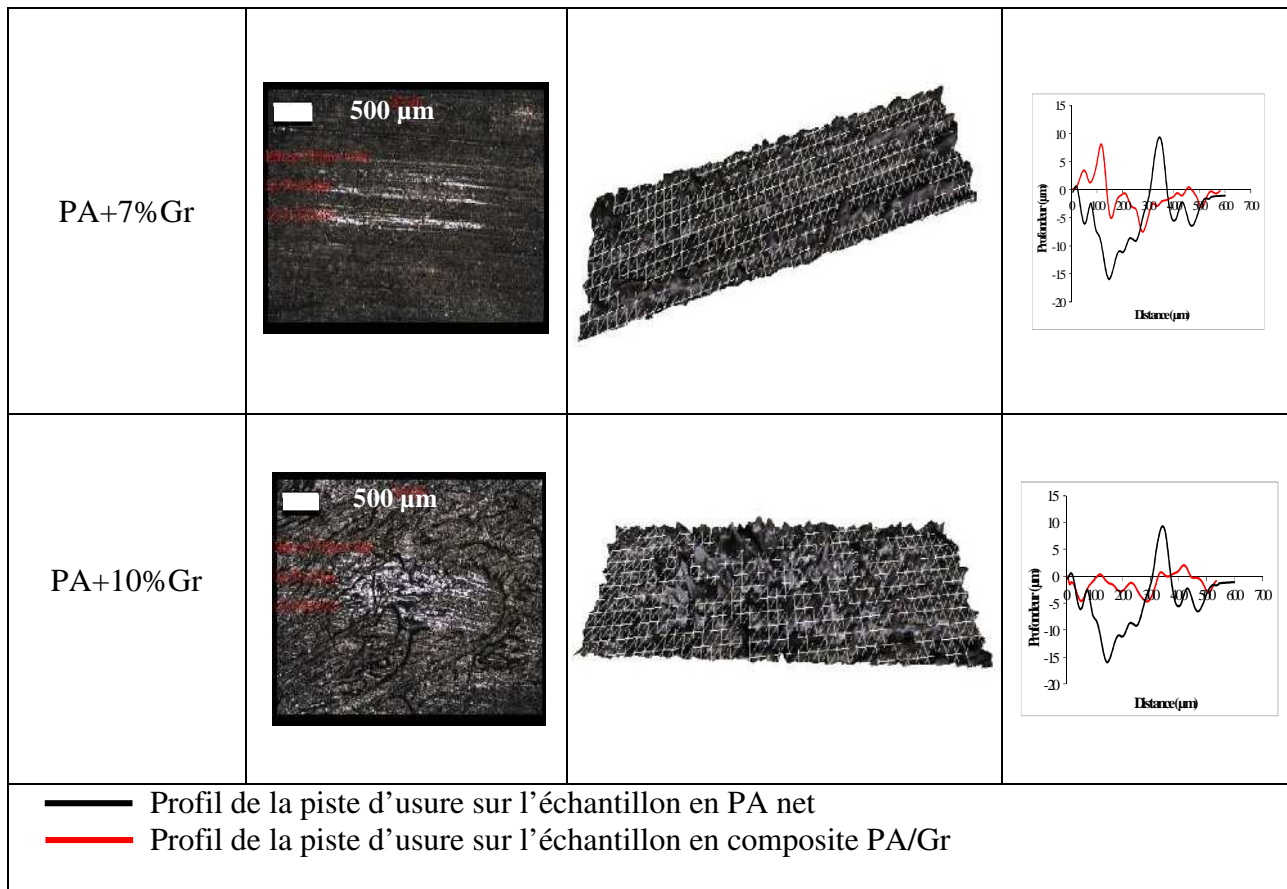 PA+7%Gr
500 µm
15
10
5
0
-5
-10
-15
-20
0 100 200 300 400 500 600 700
Profondeur (µm)
Distance (µm)
PA+10%Gr
500 µm
15
10
5
0
-5
-10
-15
-20
0 100 200 300 400 500 600
Profondeur (µm)
Distance (µm)
Profil de la piste d’usure sur l’échantillon en PA net
Profil de la piste d’usure sur l’échantillon en composite PA/Gr